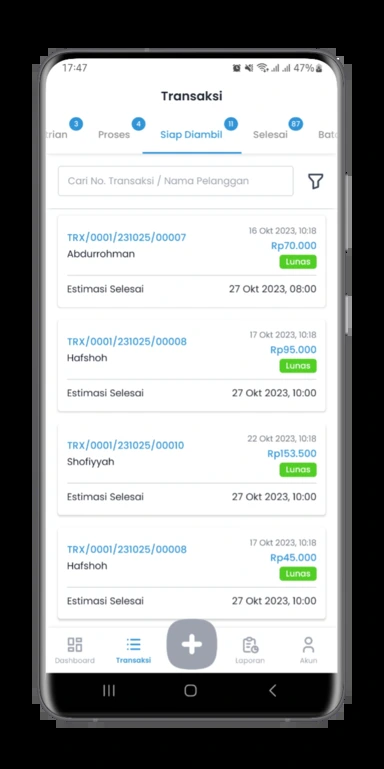 17:47 47%
Transaksi
3 4 11 87
trian Proses Siap Diambil Selesai Bat
Cari No. Transaksi / Nama Pelanggan
16 Okt 2023, 10:18
TRX/0001/231025/00007
Rp70.000
Abdurrohman
Lunas
Estimasi Selesai 27 Okt 2023, 08:00
17 Okt 2023, 10:18
TRX/0001/231025/00008
Rp95.000
Hafshoh
Lunas
Estimasi Selesai 27 Okt 2023, 10:00
22 Okt 2023, 10:18
TRX/0001/231025/00010
Rp153.500
Shofiyyah
Lunas
Estimasi Selesai 27 Okt 2023, 10:00
17 Okt 2023, 10:18
TRX/0001/231025/00008
Rp45.000
Hafshoh
Lunas
Estimasi Selesai 27 Okt 2023, 10:00
Dashboard Transaksi Laporan Akun